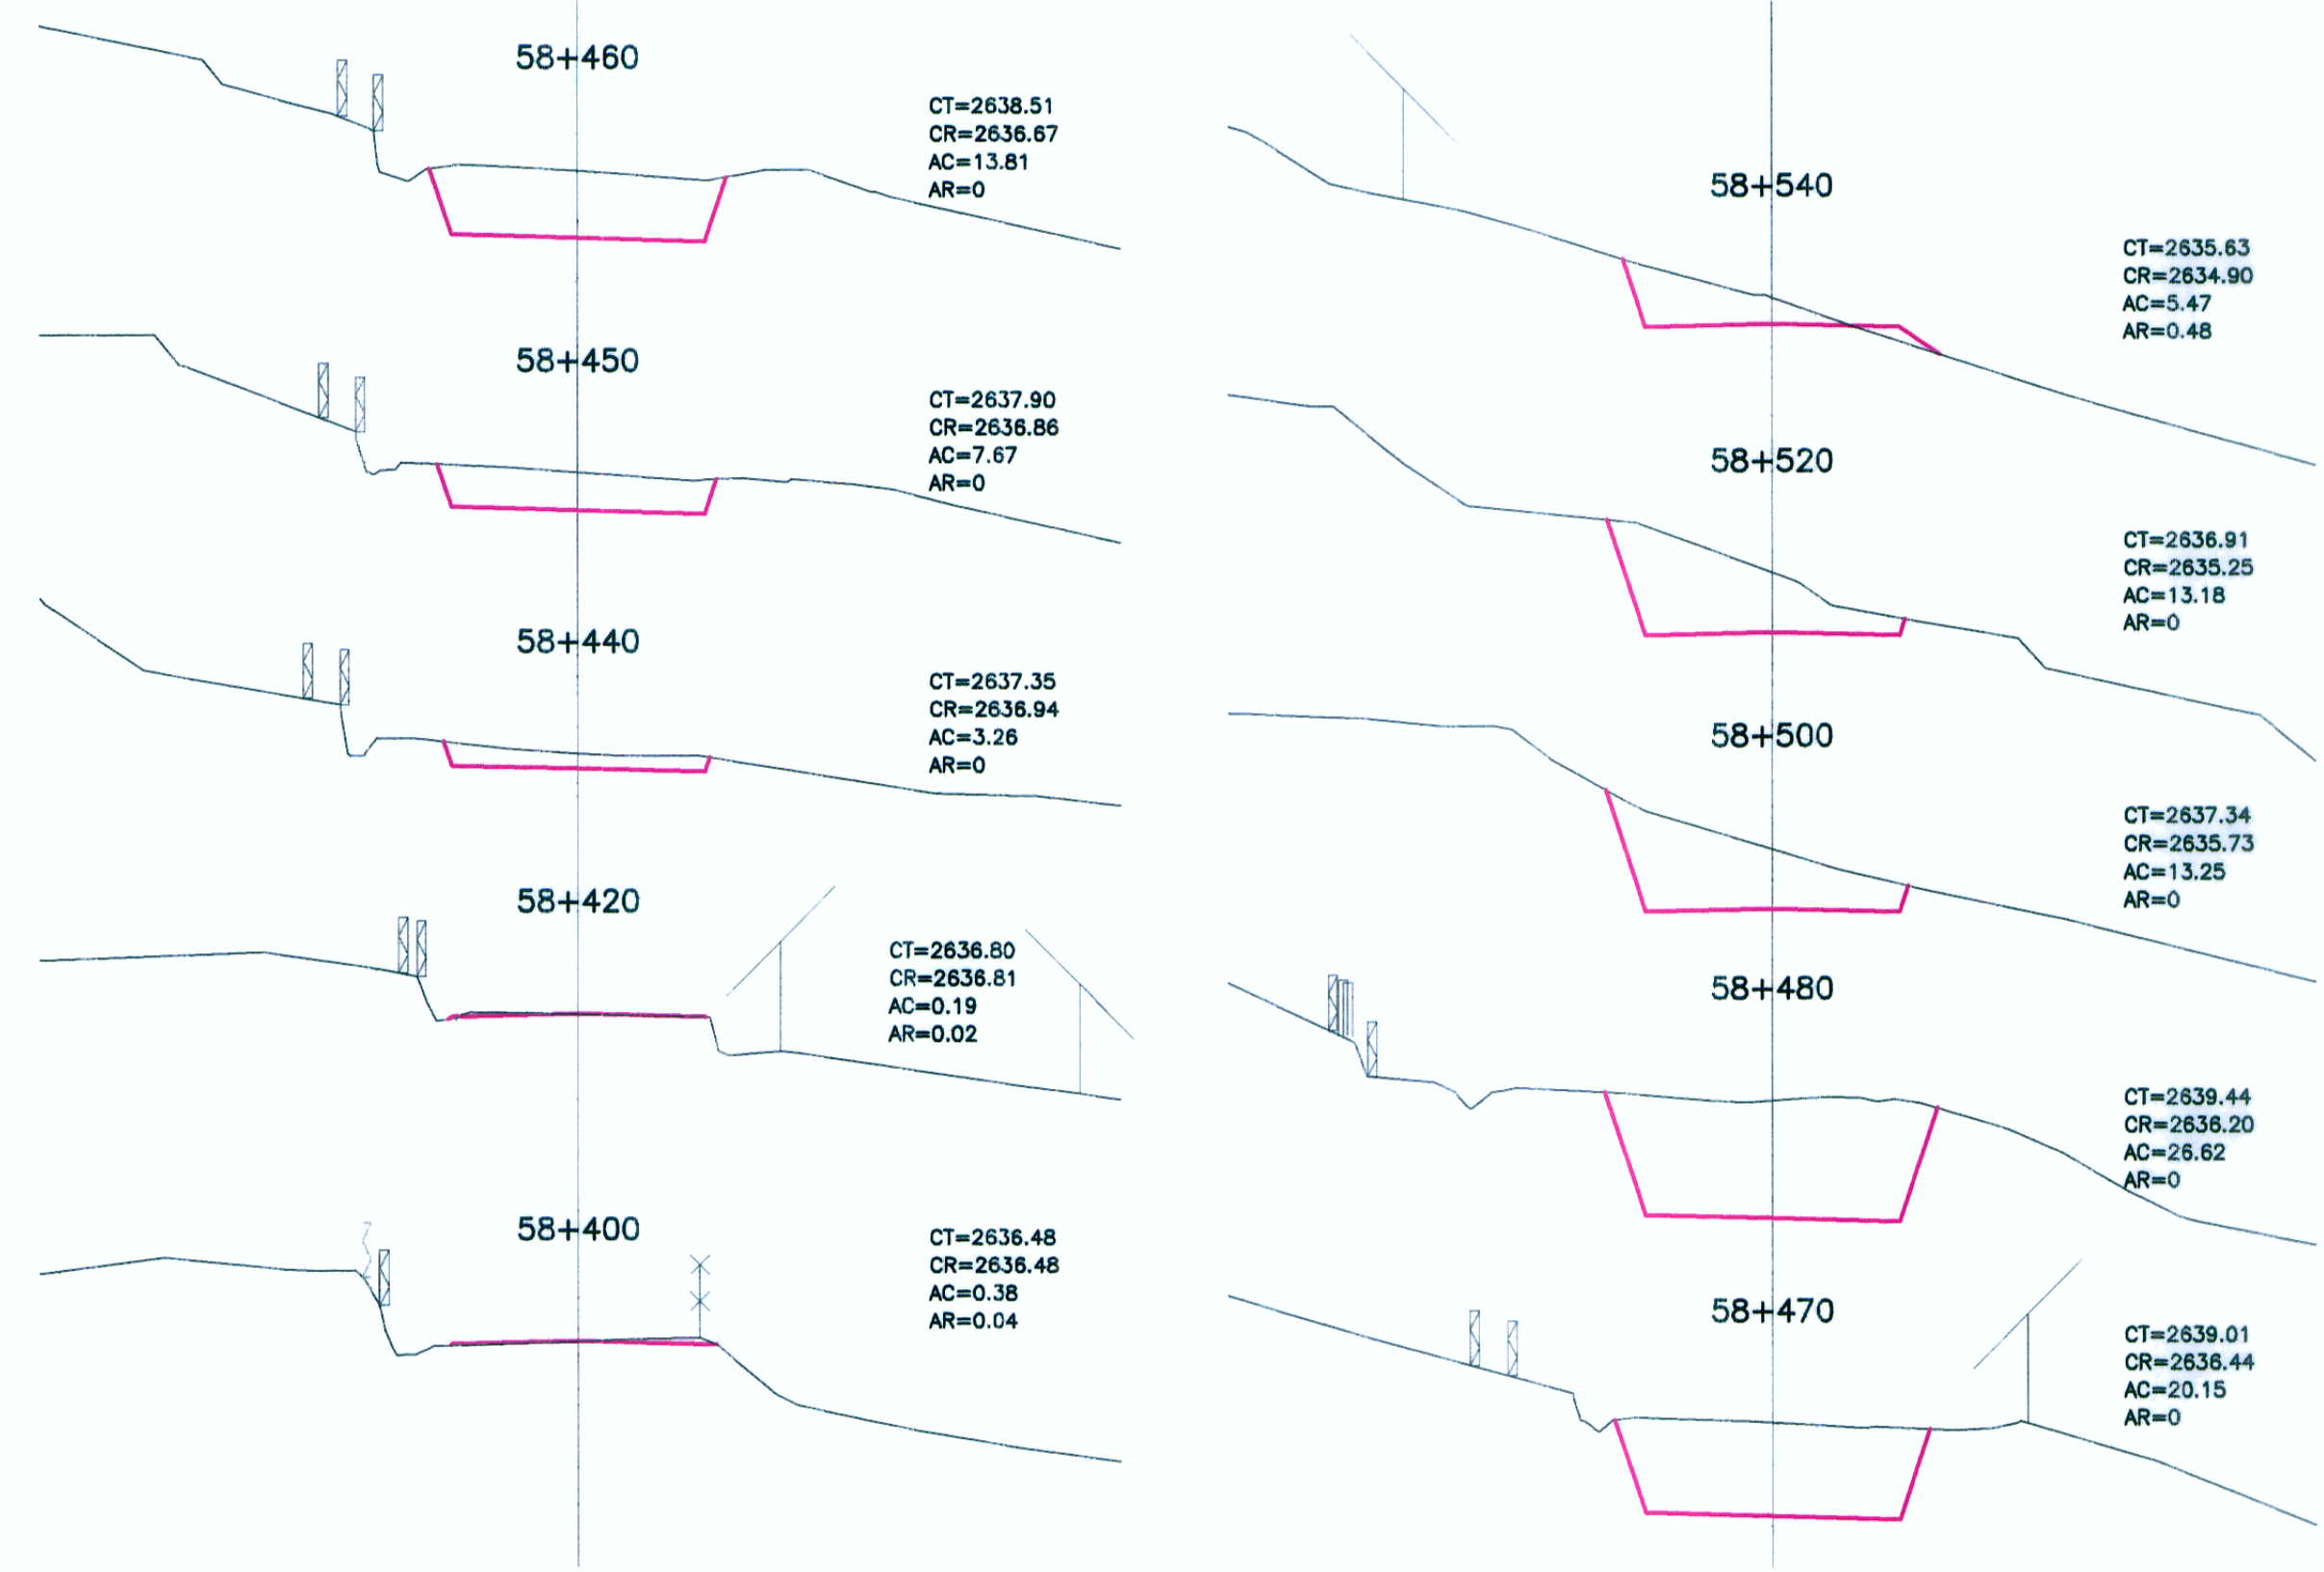 58+460
CT=2638.51
CR=2636.67
AC=13.81
AR=0
58+450
CT=2637.90
CR=2636.86
AC=7.67
AR=0
58+440
CT=2637.35
CR=2636.94
AC=3.26
AR=0
58+420
CT=2636.80
CR=2636.81
AC=0.19
AR=0.02
58+400
CT=2636.48
CR=2636.48
AC=0.38
AR=0.04
58+540
CT=2635.63
CR=2634.90
AC=5.47
AR=0.48
58+520
CT=2636.91
CR=2635.25
AC=13.18
AR=0
58+500
CT=2637.34
CR=2635.73
AC=13.25
AR=0
58+480
CT=2639.44
CR=2636.20
AC=26.62
AR=0
58+470
CT=2639.01
CR=2636.44
AC=20.15
AR=0